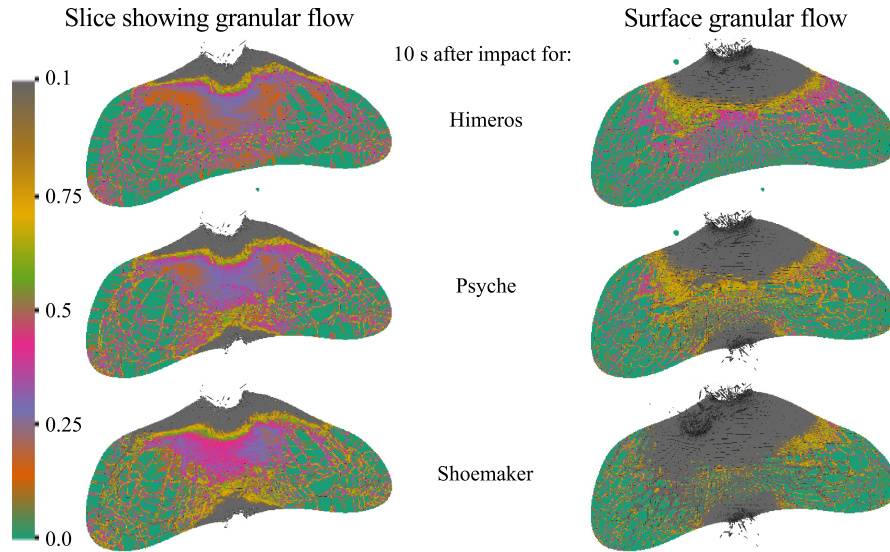 Slice showing granular flow
Surface granular flow
10 s after impact for:
0.1
0.75
0.5
0.25
0.0
Himeros
Psyche
Shoemaker